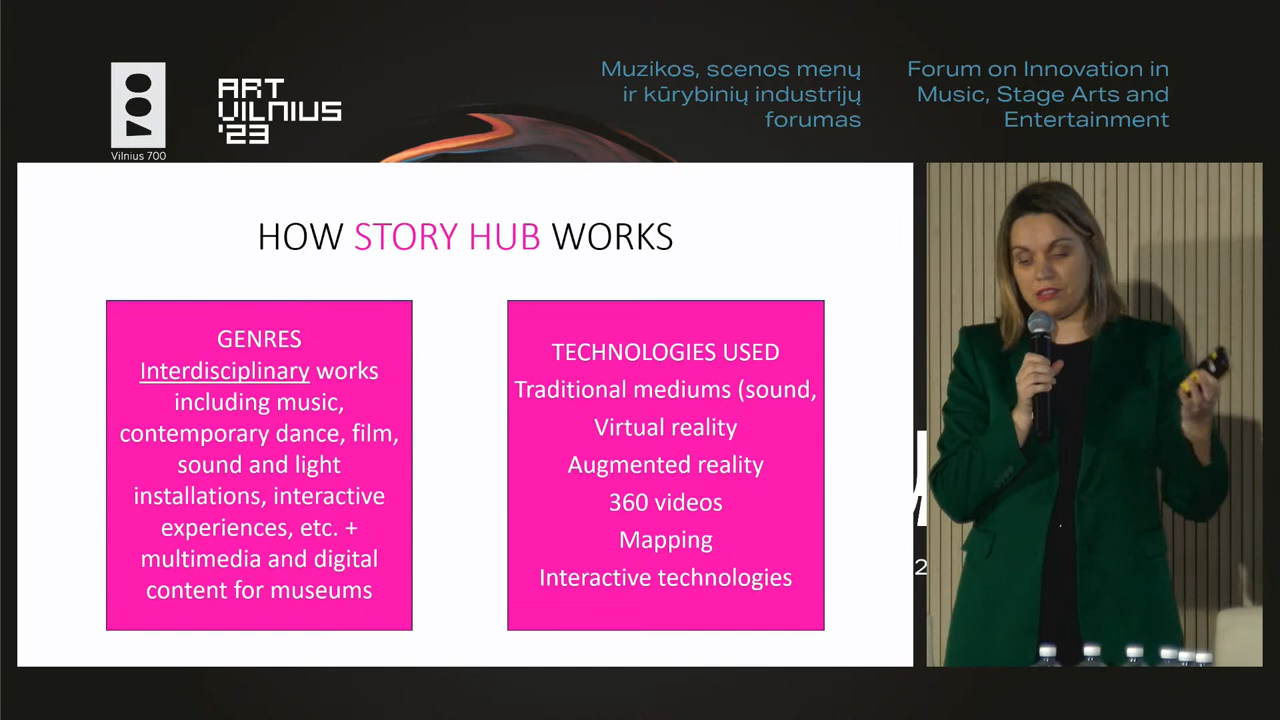 Vilnius 700
ART
VILNIUS
'23
Muzikos, scenos menų
ir kūrybinių industrijų
forumas
Forum on Innovation in
Music, Stage Arts and
Entertainment
HOW STORY HUB WORKS
GENRES
Interdisciplinary works
including music,
contemporary dance, film,
sound and light
installations, interactive
experiences, etc. +
multimedia and digital
content for museums
TECHNOLOGIES USED
Traditional mediums (sound,
Virtual reality
Augmented reality
360 videos
Mapping
Interactive technologies